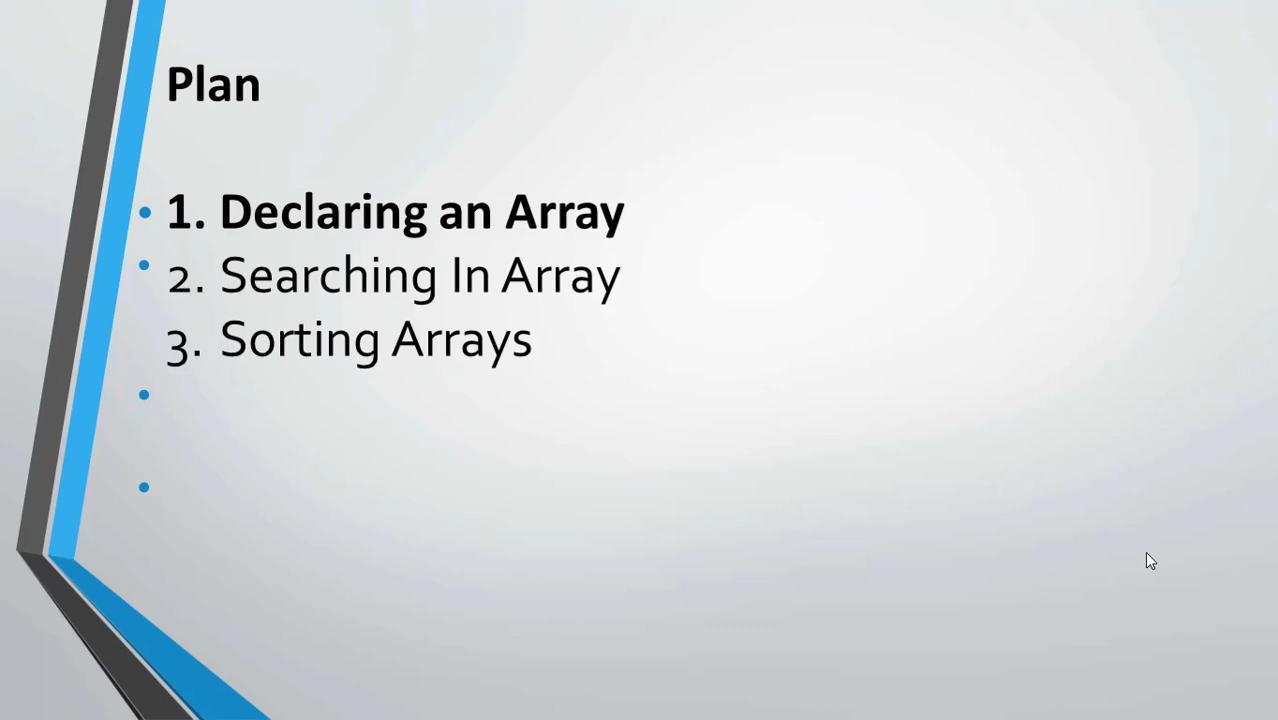 Plan
• 1. Declaring an Array
• 2. Searching In Array
3. Sorting Arrays
•
•